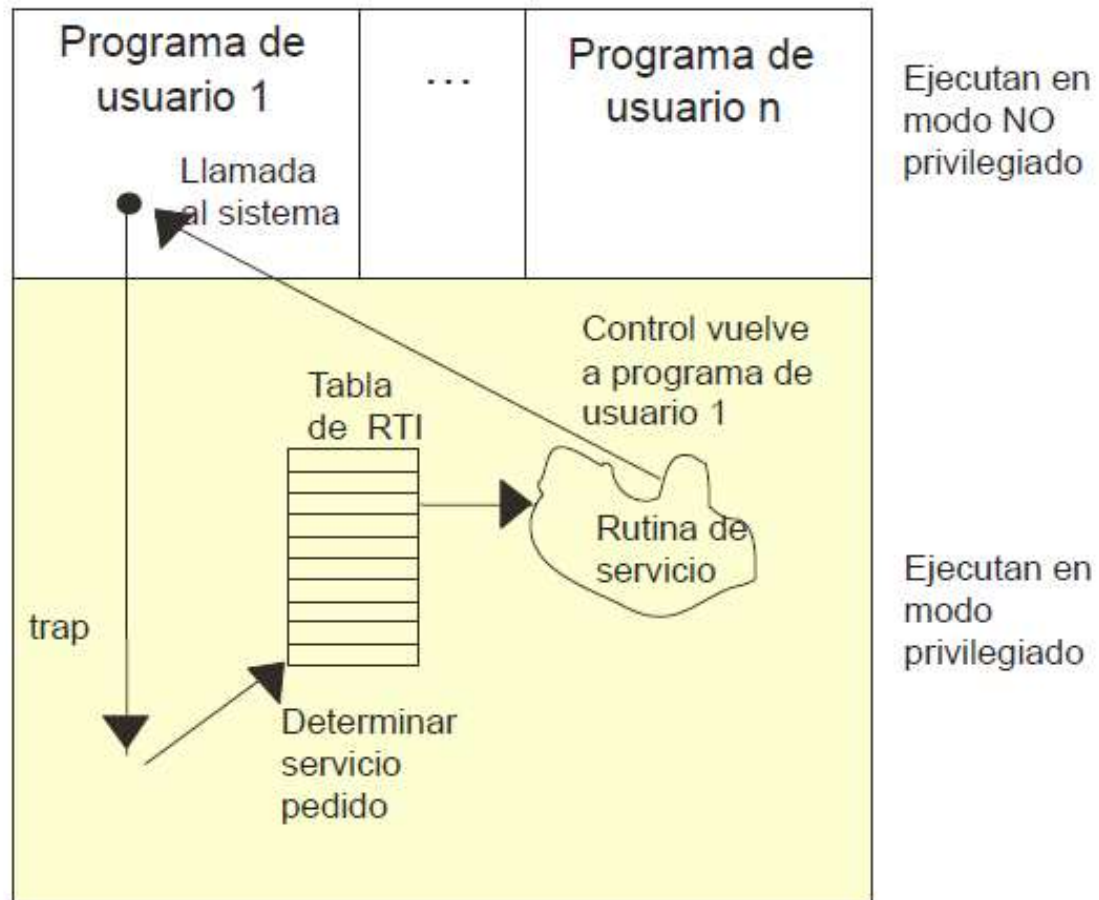 Programa de
usuario 1
...
Programa de
usuario n
Ejecutan en
modo NO
privilegiado
Llamada
al sistema
Control vuelve
a programa de
usuario 1
Tabla
de RTI
Rutina de
servicio
Ejecutan en
modo
privilegiado
trap
Determinar
servicio
pedido